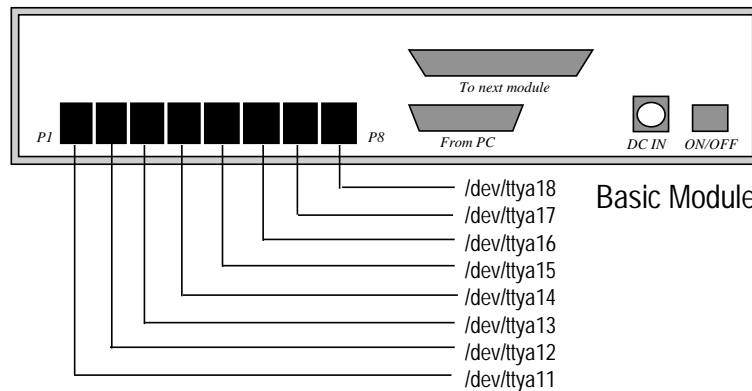 To next module
P1
P8
From PC
DC IN
ON/OFF
/dev/ttya18
Basic Module
/dev/ttya17
/dev/ttya16
/dev/ttya15
/dev/ttya14
/dev/ttya13
/dev/ttya12
/dev/ttya11